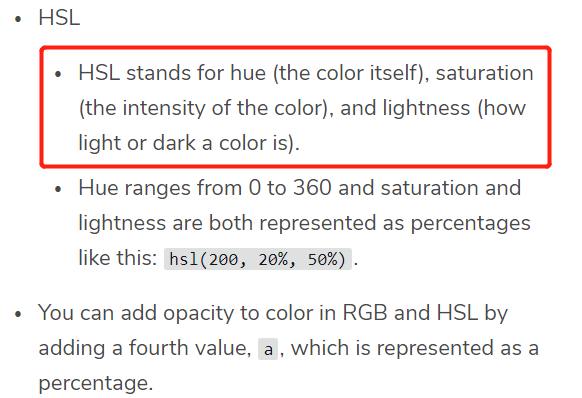 HSL
HSL stands for hue (the color itself), saturation
(the intensity of the color), and lightness (how
light or dark a color is).
Hue ranges from 0 to 360 and saturation and
lightness are both represented as percentages
like this: hsl(200, 20%, 50%).
You can add opacity to color in RGB and HSL by
adding a fourth value, a, which is represented as a
percentage.